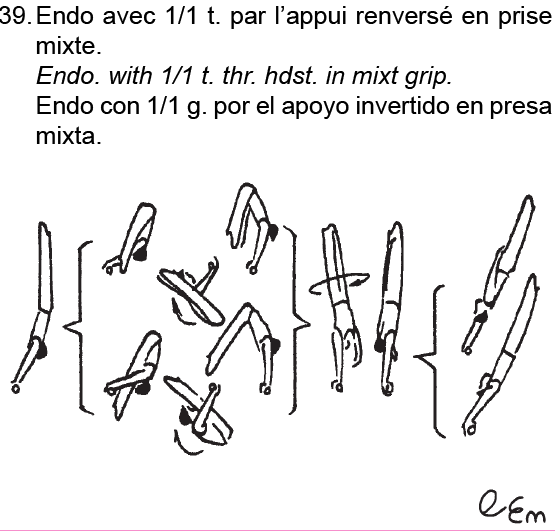 39. Endo avec 1/1 t. par l'appui renversé en prise
mixte.
Endo. with 1/1 t. thr. hdst. in mixt grip.
Endo con 1/1 g. por el apoyo invertido en presa
mixta.